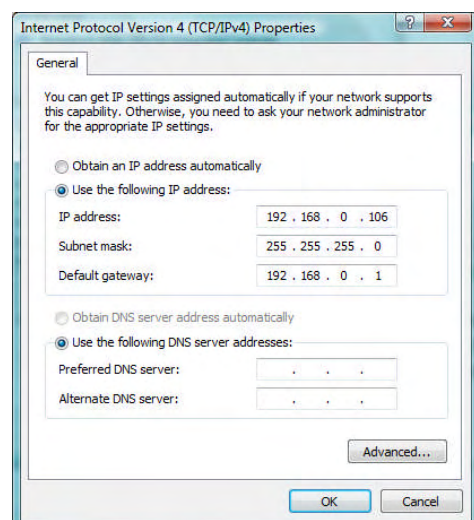 Internet Protocol Version 4 (TCP/IPv4) Properties
General
You can get IP settings assigned automatically if your network supports
this capability. Otherwise, you need to ask your network administrator
for the appropriate IP settings.
Obtain an IP address automatically
Use the following IP address:
IP address: 192 . 168 . 0 . 106
Subnet mask: 255 . 255 . 255 . 0
Default gateway: 192 . 168 . 0 . 1
Obtain DNS server address automatically
Use the following DNS server addresses:
Preferred DNS server: . . .
Alternate DNS server: . . .
Advanced...
OK Cancel